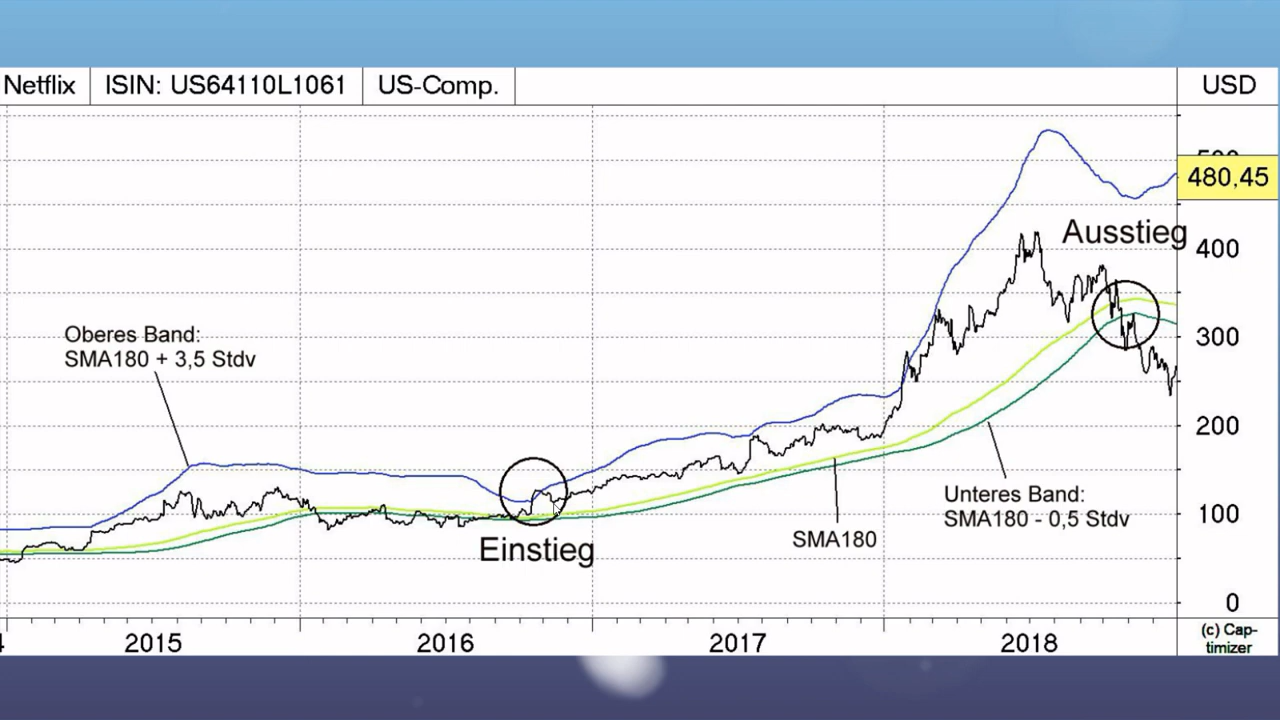 Netflix
ISIN: US64110L1061
US-Comp.
USD
480,45
Ausstieg
400
Oberes Band:
SMA180 + 3,5 Stdv
300
200
Unteres Band:
SMA180 - 0,5 Stdv
100
SMA180
Einstieg
0
2015
2016
2017
2018
(c) Cap-
timizer